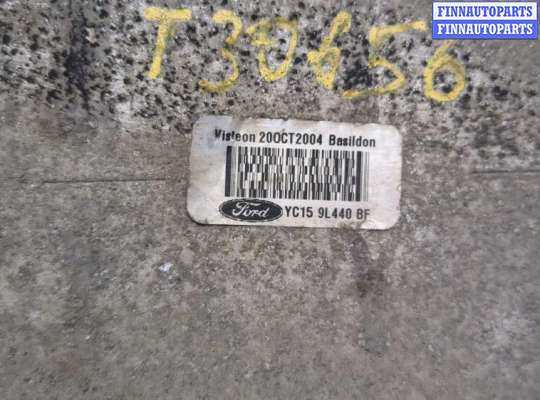 FINNAUTOPARTS
FINNAUTOPARTS
T30656
Visteon 20OCT2004 Basildon
Ford YC15 9L440 BF